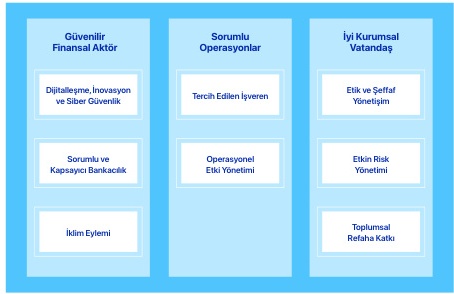 Güvenilir
Finansal Aktör
Dijitalleşme, İnovasyon
ve Siber Güvenlik
Sorumlu ve
Kapsayıcı Bankacılık
İklim Eylemi
Sorumlu
Operasyonlar
Tercih Edilen İşveren
Operasyonel
Etki Yönetimi
İyi Kurumsal
Vatandaş
Etik ve Şeffaf
Yönetişim
Etkin Risk
Yönetimi
Toplumsal
Refaha Katkı